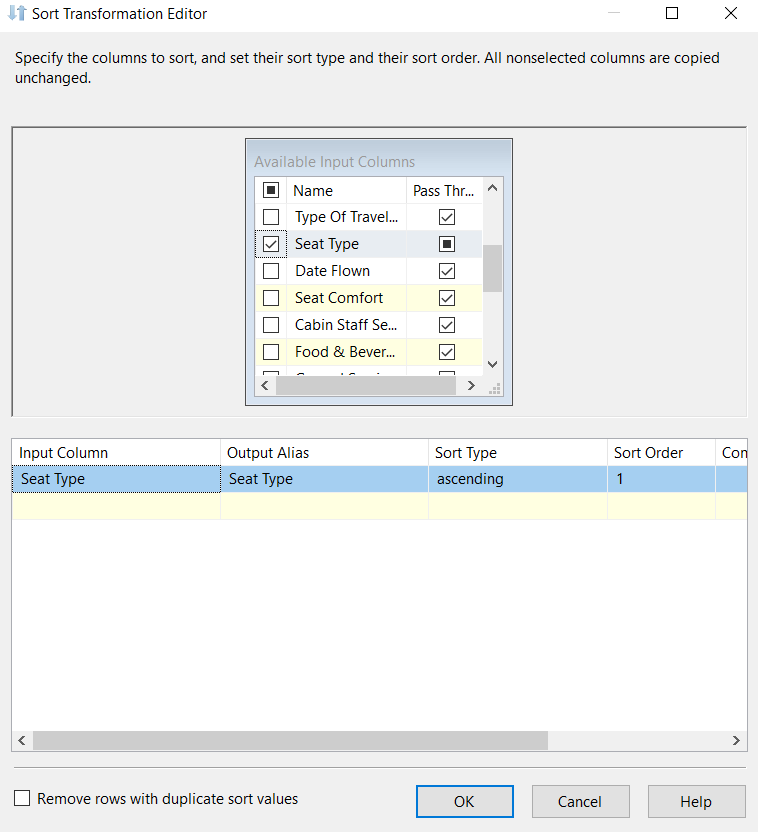 Sort Transformation Editor
Specify the columns to sort, and set their sort type and their sort order. All nonselected columns are copied
unchanged.
Available Input Columns
Name Pass Thr...
Type Of Travel...
Seat Type
Date Flown
Seat Comfort
Cabin Staff Se...
Food & Bever...
Input Column Output Alias Sort Type Sort Order Com
Seat Type Seat Type ascending 1
Remove rows with duplicate sort values
OK Cancel Help